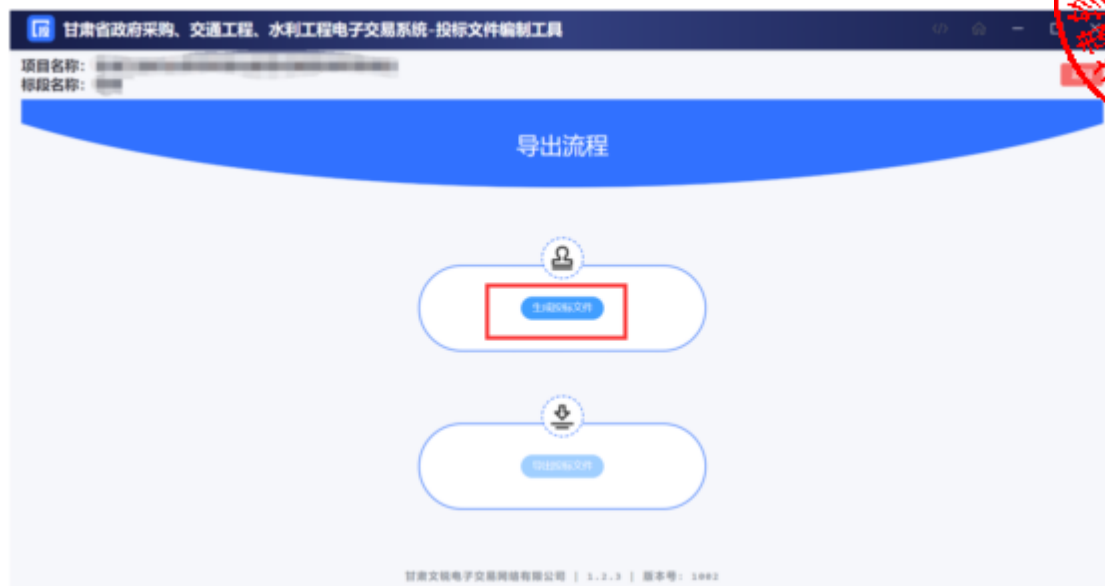 投 甘肃省政府采购、交通工程、水利工程电子交易系统-投标文件编制工具
项目名称：
标段名称：
导出流程
生成投标文件
导出投标文件
甘肃文锐电子交易网络有限公司 | 1.2.3 | 版本号: 1002